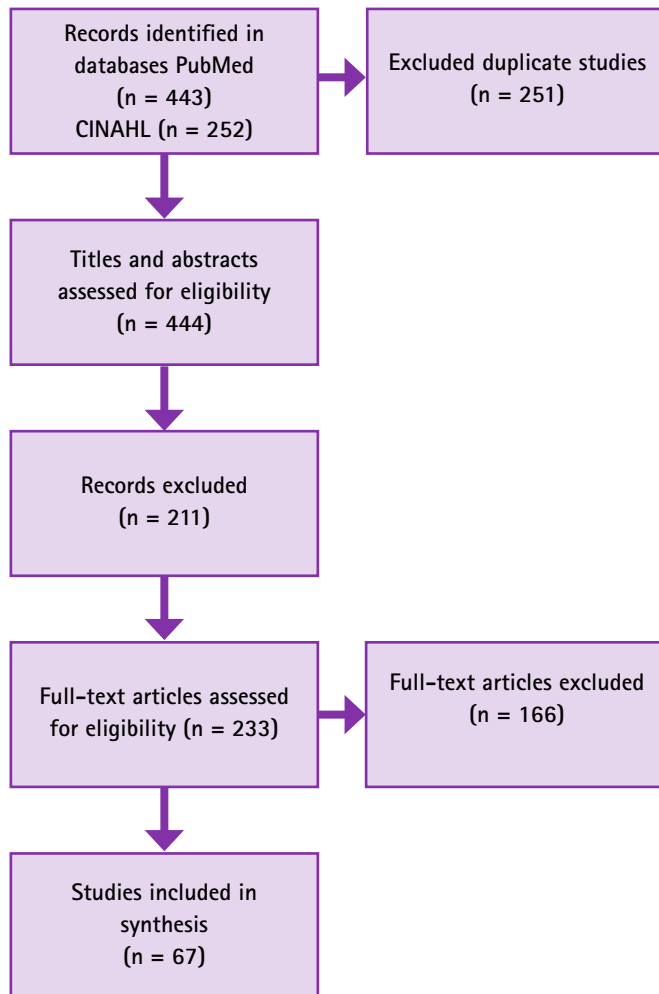 Records identified in
databases PubMed
(n = 443)
CINAHL (n = 252)
Excluded duplicate studies
(n = 251)
Titles and abstracts
assessed for eligibility
(n = 444)
Records excluded
(n = 211)
Full-text articles assessed
for eligibility (n = 233)
Full-text articles excluded
(n = 166)
Studies included in
synthesis
(n = 67)